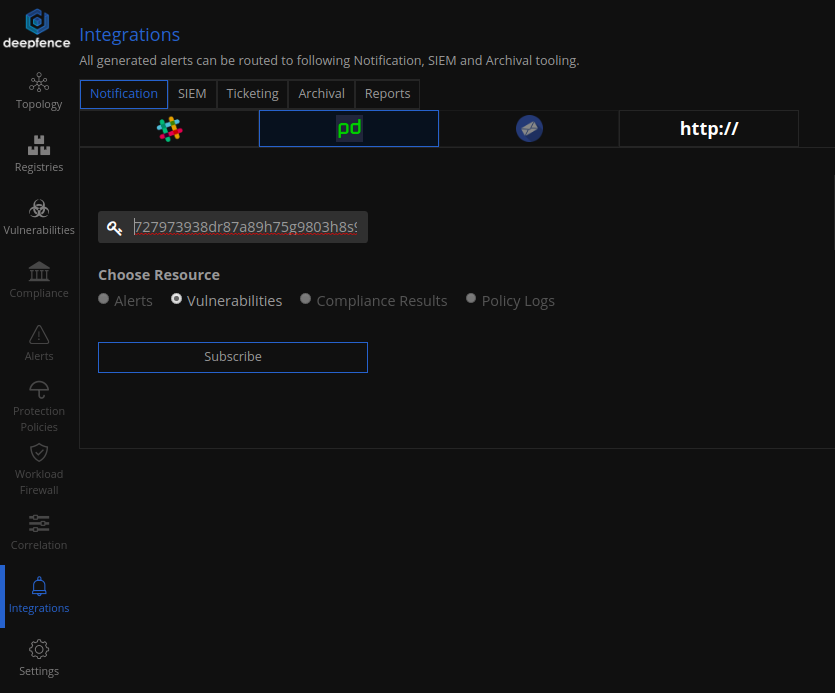 deepfence
Integrations
All generated alerts can be routed to following Notification, SIEM and Archival tooling.
Notification SIEM Ticketing Archival Reports
pd http://
727973938dr87a89h75g9803h8s9
Choose Resource
Alerts Vulnerabilities Compliance Results Policy Logs
Subscribe
Topology
Registries
Vulnerabilities
Compliance
Alerts
Protection
Policies
Workload
Firewall
Correlation
Integrations
Settings